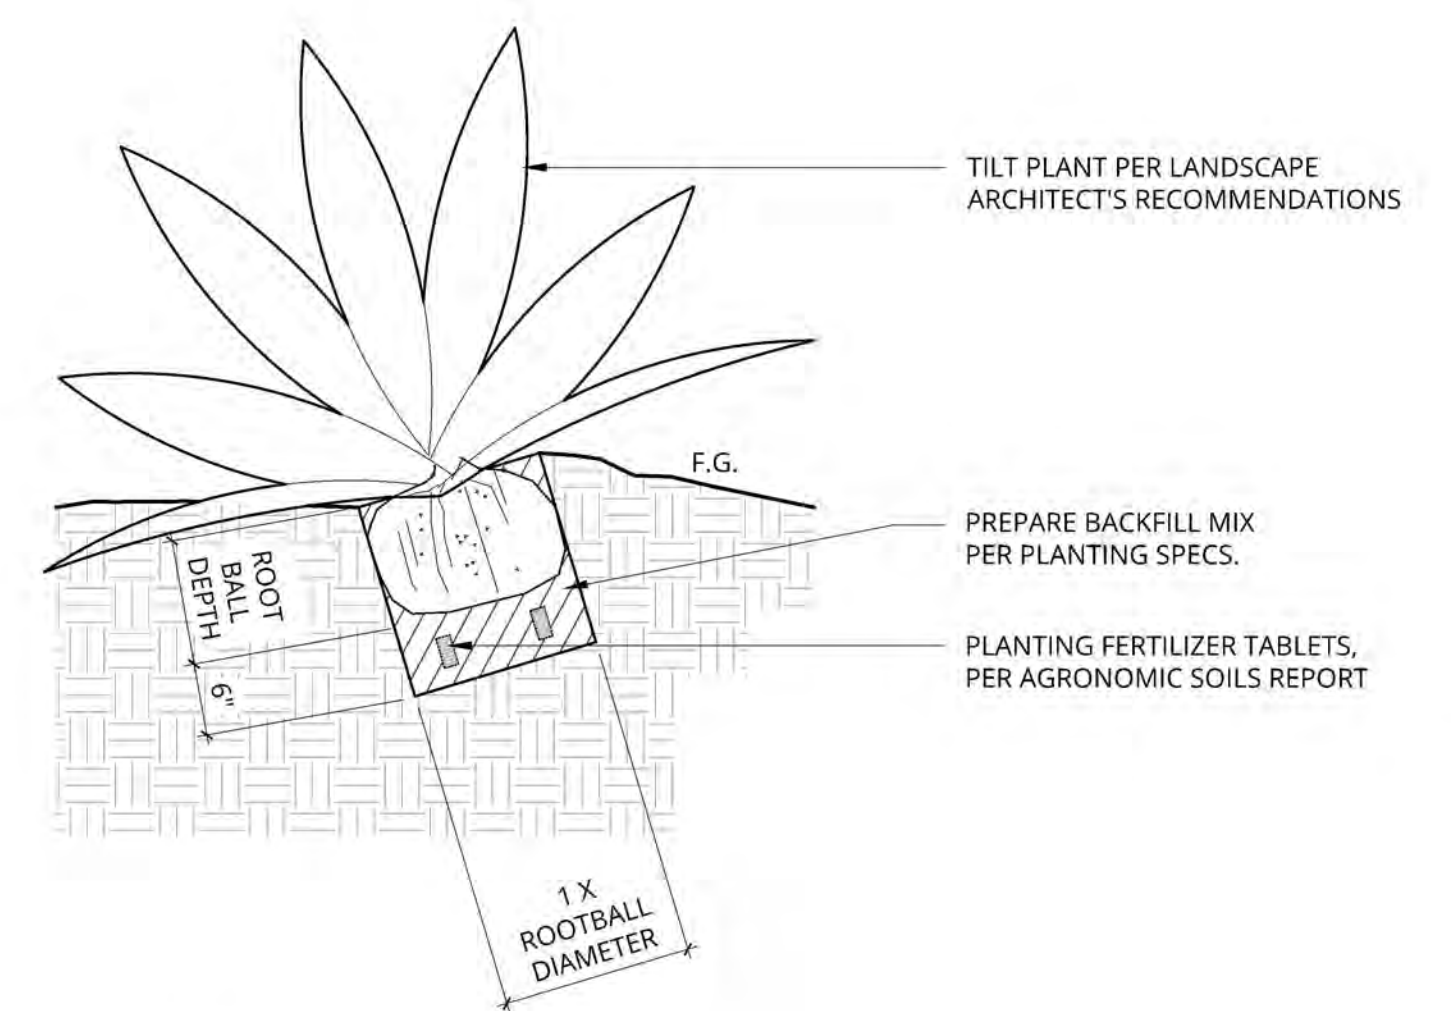 TILT PLANT PER LANDSCAPE
ARCHITECT'S RECOMMENDATIONS
F.G.
PREPARE BACKFILL MIX
PER PLANTING SPECS.
ROOT
BALL
DEPTH
PLANTING FERTILIZER TABLETS,
PER AGRONOMIC SOILS REPORT
6"
1 X
ROOTBALL
DIAMETER